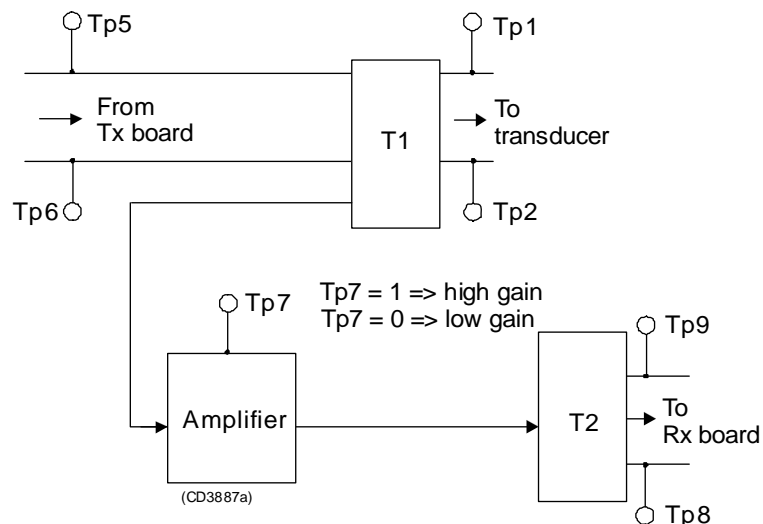 Tp5
Tp1
From
Tx board
T1
To
transducer
Tp6
Tp2
Tp7
Tp7 = 1 => high gain
Tp7 = 0 => low gain
Tp9
Amplifier
T2
To
Rx board
(CD3887a)
Tp8